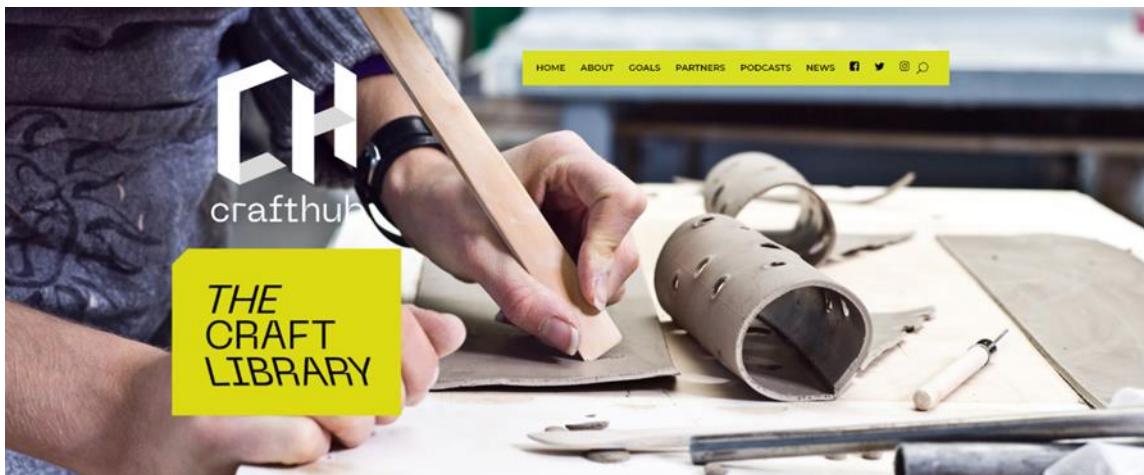 HOME ABOUT GOALS PARTNERS PODCASTS NEWS
CH
crafthub
THE
CRAFT
LIBRARY